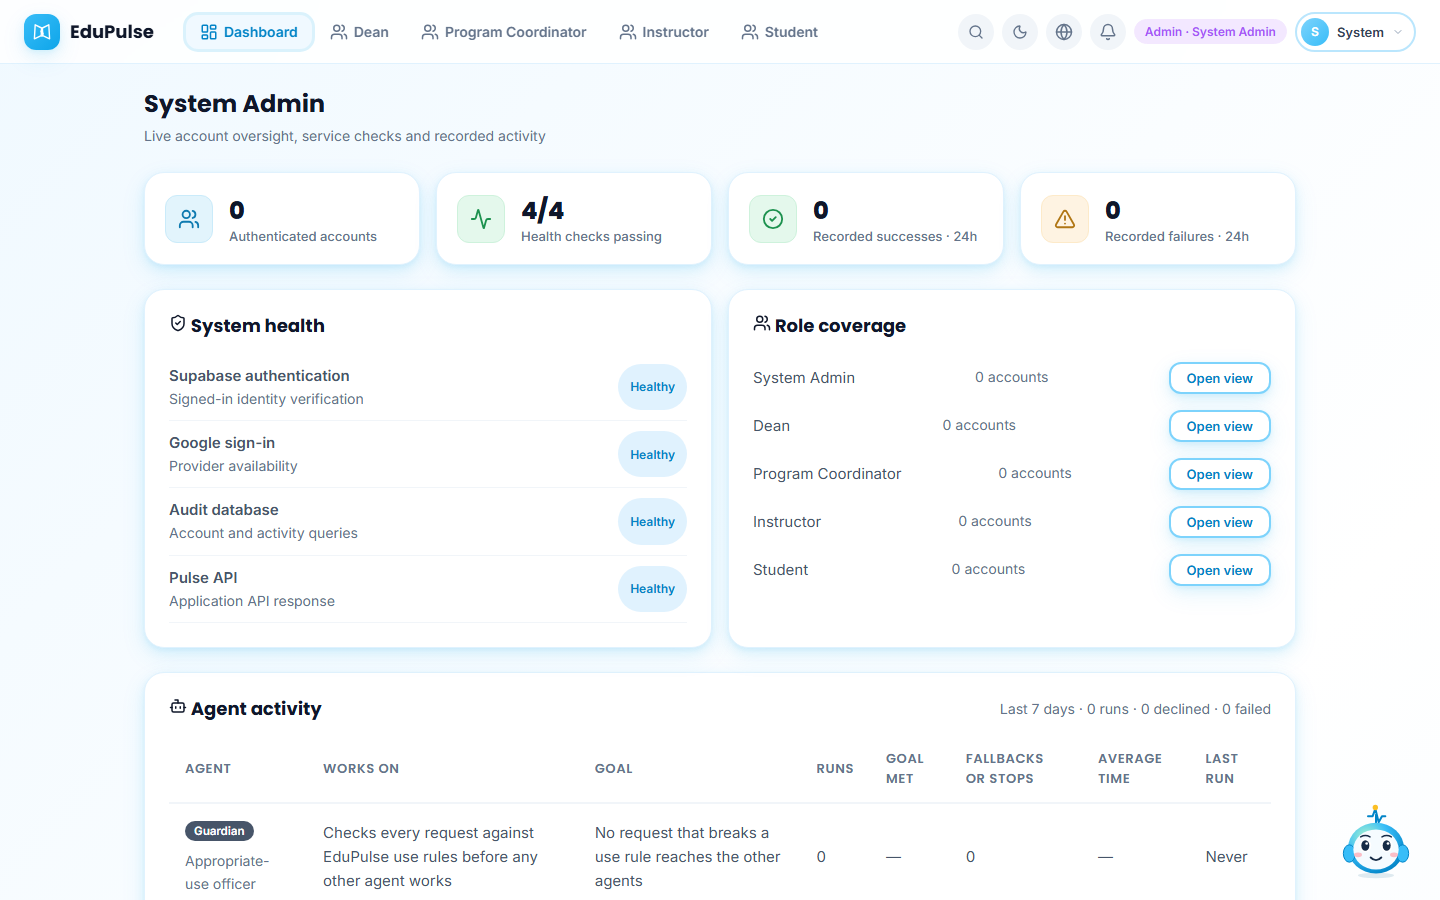 EduPulse
Dashboard
Dean
Program Coordinator
Instructor
Student
Admin · System Admin
S
System
System Admin
Live account oversight, service checks and recorded activity
0
Authenticated accounts
4/4
Health checks passing
0
Recorded successes · 24h
0
Recorded failures · 24h
System health
Supabase authentication
Signed-in identity verification
Healthy
Google sign-in
Provider availability
Healthy
Audit database
Account and activity queries
Healthy
Pulse API
Application API response
Healthy
Role coverage
System Admin 0 accounts Open view
Dean 0 accounts Open view
Program Coordinator 0 accounts Open view
Instructor 0 accounts Open view
Student 0 accounts Open view
Agent activity
Last 7 days · 0 runs · 0 declined · 0 failed
AGENT
WORKS ON
GOAL
RUNS
GOAL
MET
FALLBACKS
OR STOPS
AVERAGE
TIME
LAST
RUN
Guardian
Appropriate-
use officer
Checks every request against
EduPulse use rules before any
other agent works
No request that breaks a
use rule reaches the other
agents
0
—
0
—
Never